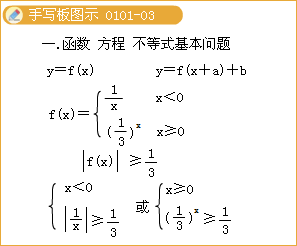 手写板图示 0101-03
一.函数 方程 不等式基本问题
y=f(x) y=f(x+a)+b
f(x)={ 1/x x<0
(1/3)^x x≥0
|f(x)| ≥1/3
{ x<0 或 { x≥0
|1/x|≥1/3 (1/3)^x≥1/3